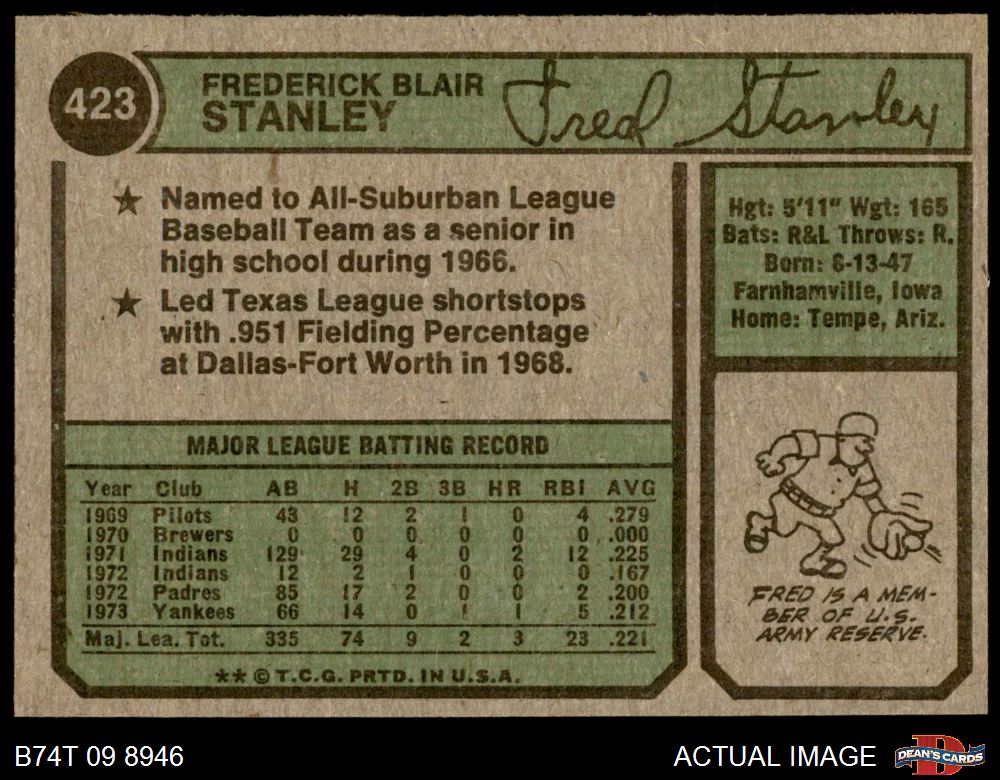 423
FREDERICK BLAIR
STANLEY
Fred Stanley
★ Named to All-Suburban League
Baseball Team as a senior in
high school during 1966.
★ Led Texas League shortstops
with .951 Fielding Percentage
at Dallas-Fort Worth in 1968.
Hgt: 5'11" Wgt: 165
Bats: R&L Throws: R.
Born: 8-13-47
Farnhamville, Iowa
Home: Tempe, Ariz.
MAJOR LEAGUE BATTING RECORD
Year Club AB H 2B 3B HR RBI AVG
1969 Pilots 43 12 2 1 0 4 .279
1970 Brewers 0 0 0 0 0 0 .000
1971 Indians 129 29 4 0 2 12 .225
1972 Indians 12 2 1 0 0 0 .167
1972 Padres 85 17 2 0 0 2 .200
1973 Yankees 66 14 0 1 1 5 .212
Maj. Lea. Tot. 335 74 9 2 3 23 .221
** © T.C.G. PRTD. IN U.S.A.
FRED IS A MEM-
BER OF U.S.
ARMY RESERVE.
B74T 09 8946
ACTUAL IMAGE
DEAN'S CARDS